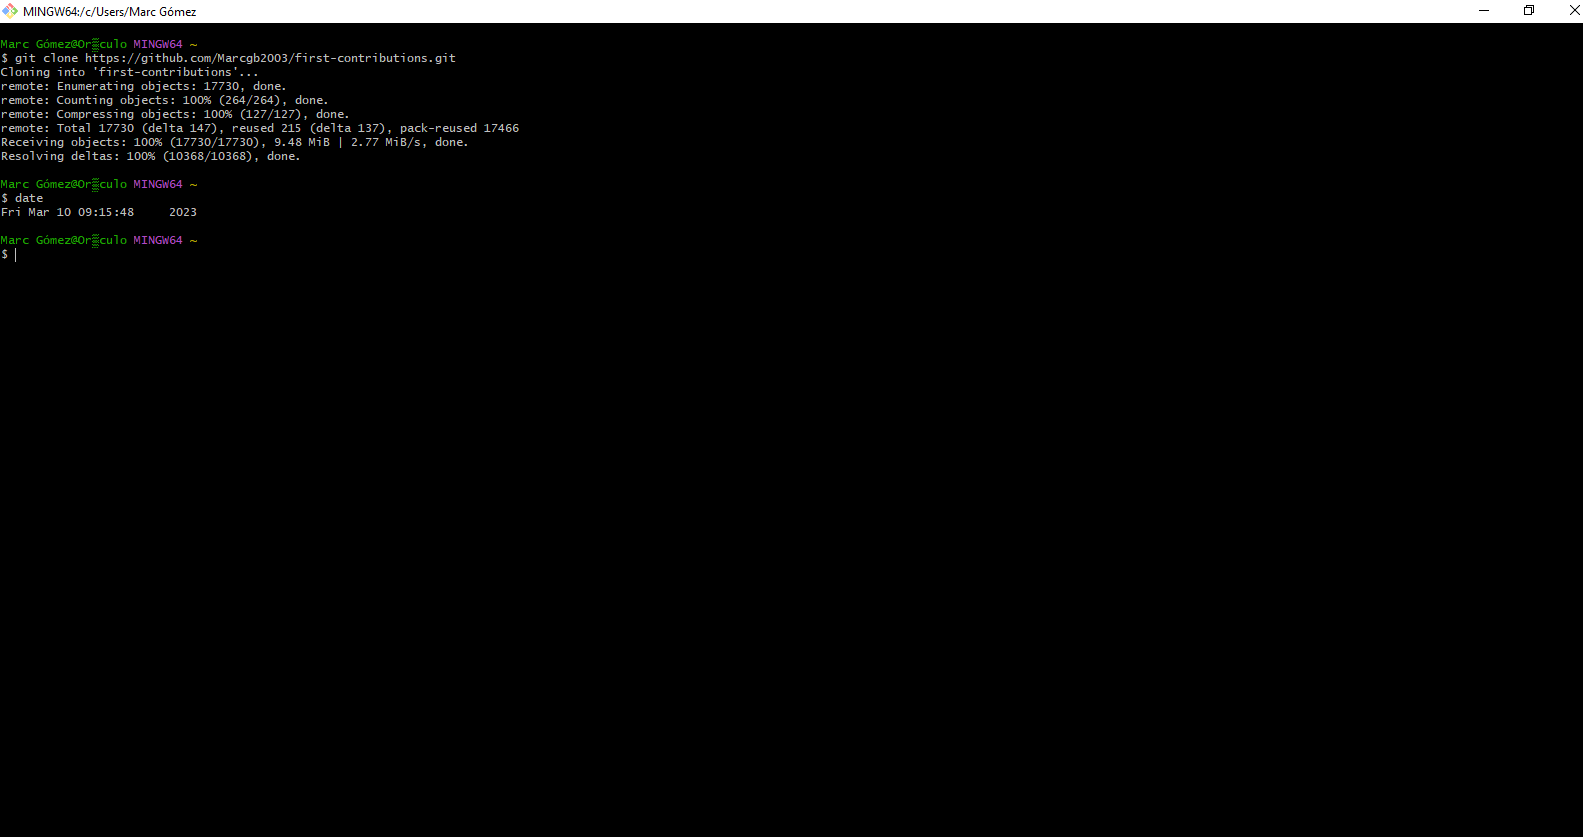 MINGW64:/c/Users/Marc Gómez
Marc Gómez@Or▒culo MINGW64 ~
$ git clone https://github.com/Marcgb2003/first-contributions.git
Cloning into 'first-contributions'...
remote: Enumerating objects: 17730, done.
remote: Counting objects: 100% (264/264), done.
remote: Compressing objects: 100% (127/127), done.
remote: Total 17730 (delta 147), reused 215 (delta 137), pack-reused 17466
Receiving objects: 100% (17730/17730), 9.48 MiB | 2.77 MiB/s, done.
Resolving deltas: 100% (10368/10368), done.
Marc Gómez@Or▒culo MINGW64 ~
$ date
Fri Mar 10 09:15:48     2023
Marc Gómez@Or▒culo MINGW64 ~
$